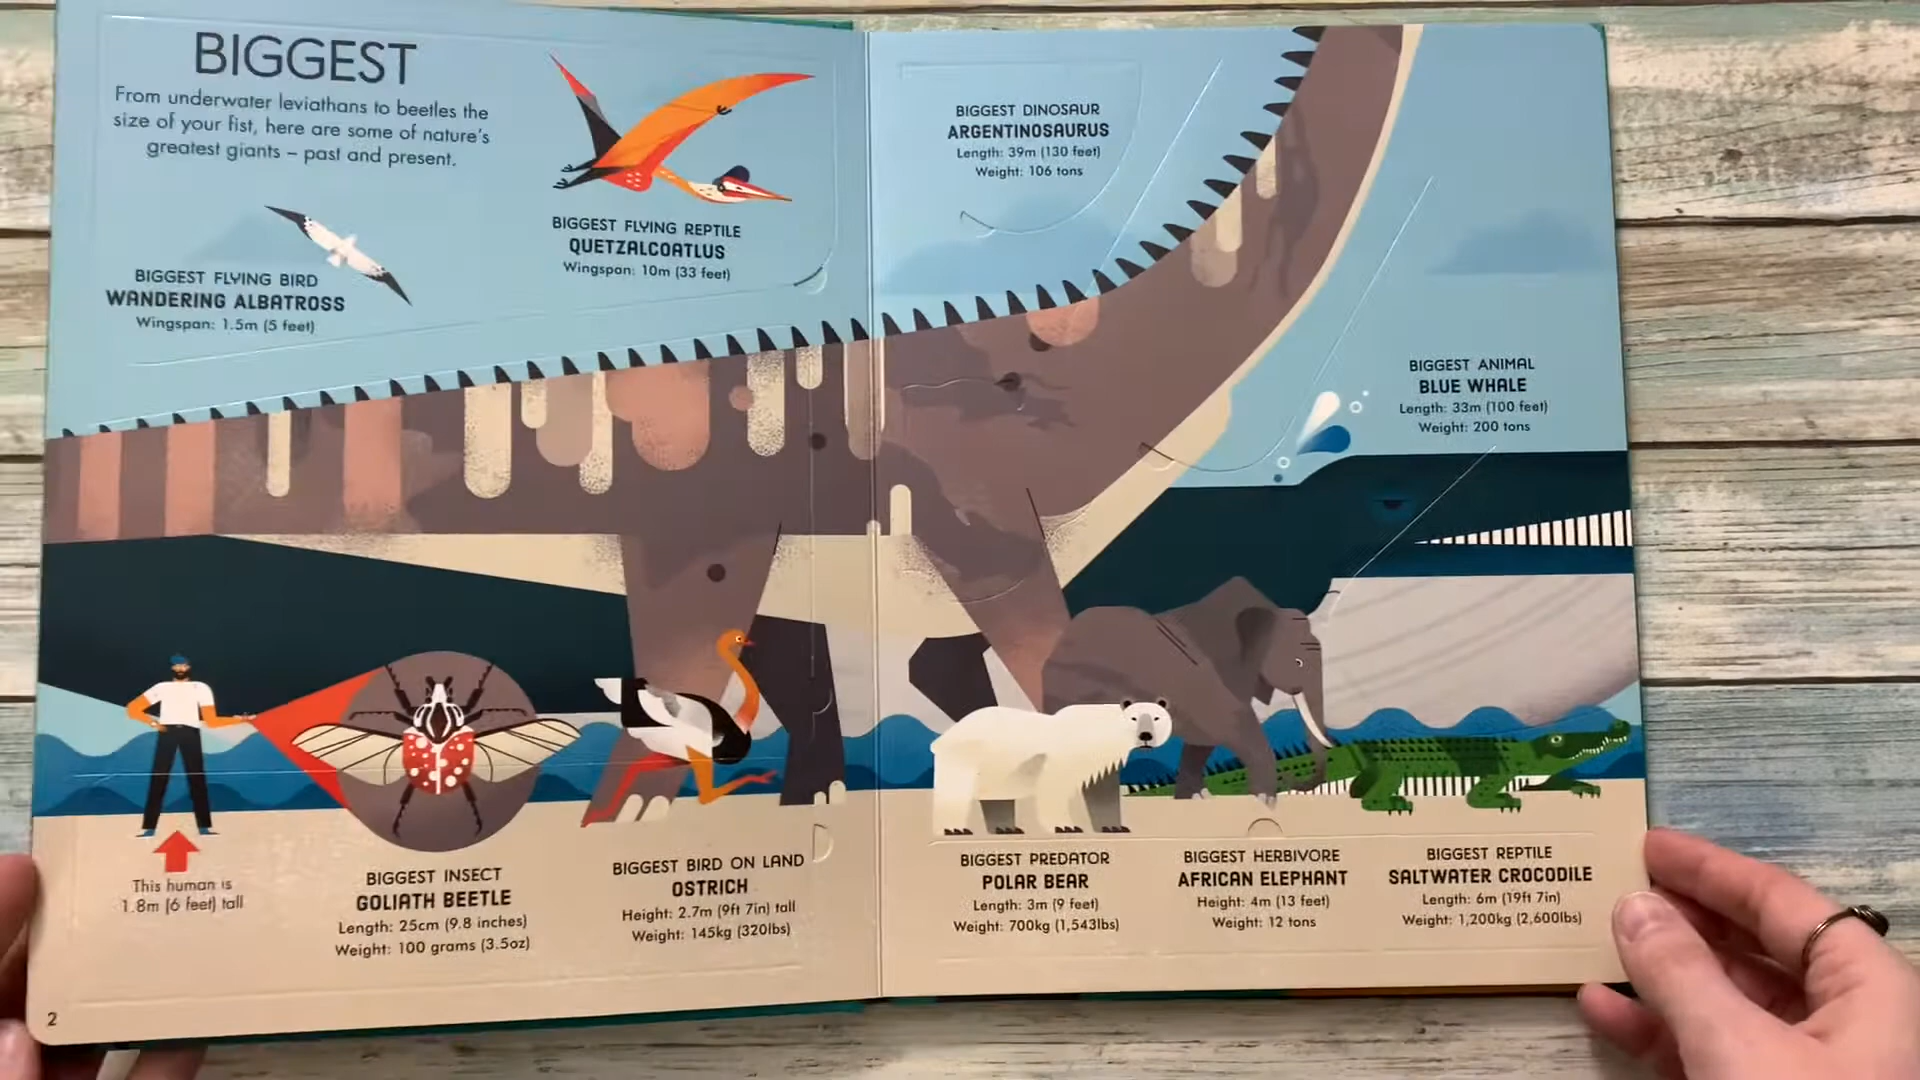 BIGGEST
From underwater leviathans to beetles the
size of your fist, here are some of nature's
greatest giants – past and present.
BIGGEST FLYING BIRD
WANDERING ALBATROSS
Wingspan: 1.5m (5 feet)
BIGGEST FLYING REPTILE
QUETZALCOATLUS
Wingspan: 10m (33 feet)
BIGGEST DINOSAUR
ARGENTINOSAURUS
Length: 39m (130 feet)
Weight: 106 tons
BIGGEST ANIMAL
BLUE WHALE
Length: 33m (100 feet)
Weight: 200 tons
This human is
1.8m (6 feet) tall
BIGGEST INSECT
GOLIATH BEETLE
Length: 25cm (9.8 inches)
Weight: 100 grams (3.5oz)
BIGGEST BIRD ON LAND
OSTRICH
Height: 2.7m (9ft 7in) tall
Weight: 145kg (320lbs)
BIGGEST PREDATOR
POLAR BEAR
Length: 3m (9 feet)
Weight: 700kg (1,543lbs)
BIGGEST HERBIVORE
AFRICAN ELEPHANT
Height: 4m (13 feet)
Weight: 12 tons
BIGGEST REPTILE
SALTWATER CROCODILE
Length: 6m (19ft 7in)
Weight: 1,200kg (2,600lbs)
2